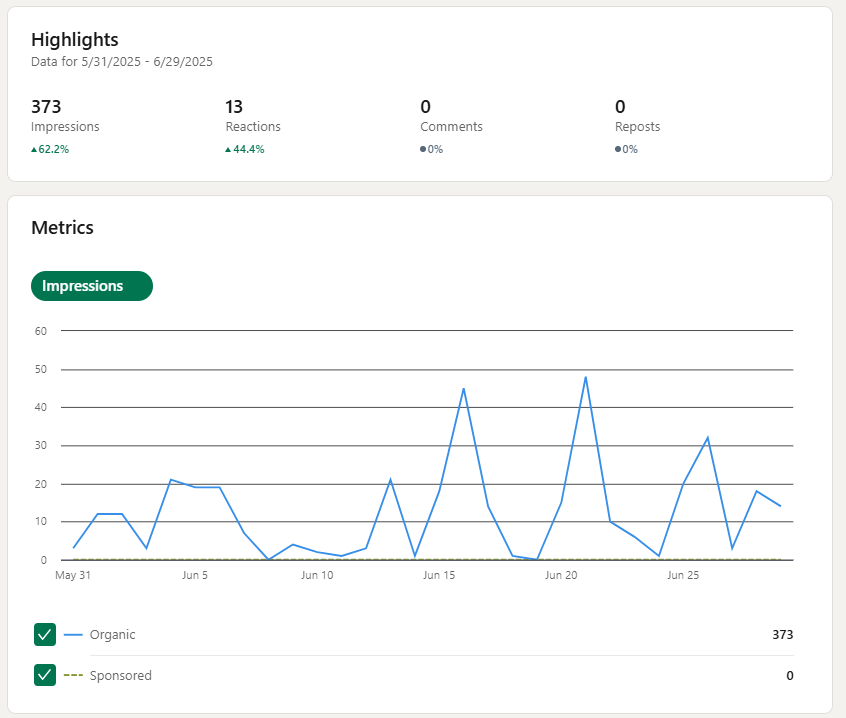 Highlights
Data for 5/31/2025 - 6/29/2025
373 13 0 0
Impressions Reactions Comments Reposts
▲62.2% ▲44.4% ●0% ●0%
Metrics
Impressions
60
50
40
30
20
10
0
May 31 Jun 5 Jun 10 Jun 15 Jun 20 Jun 25
Organic 373
Sponsored 0